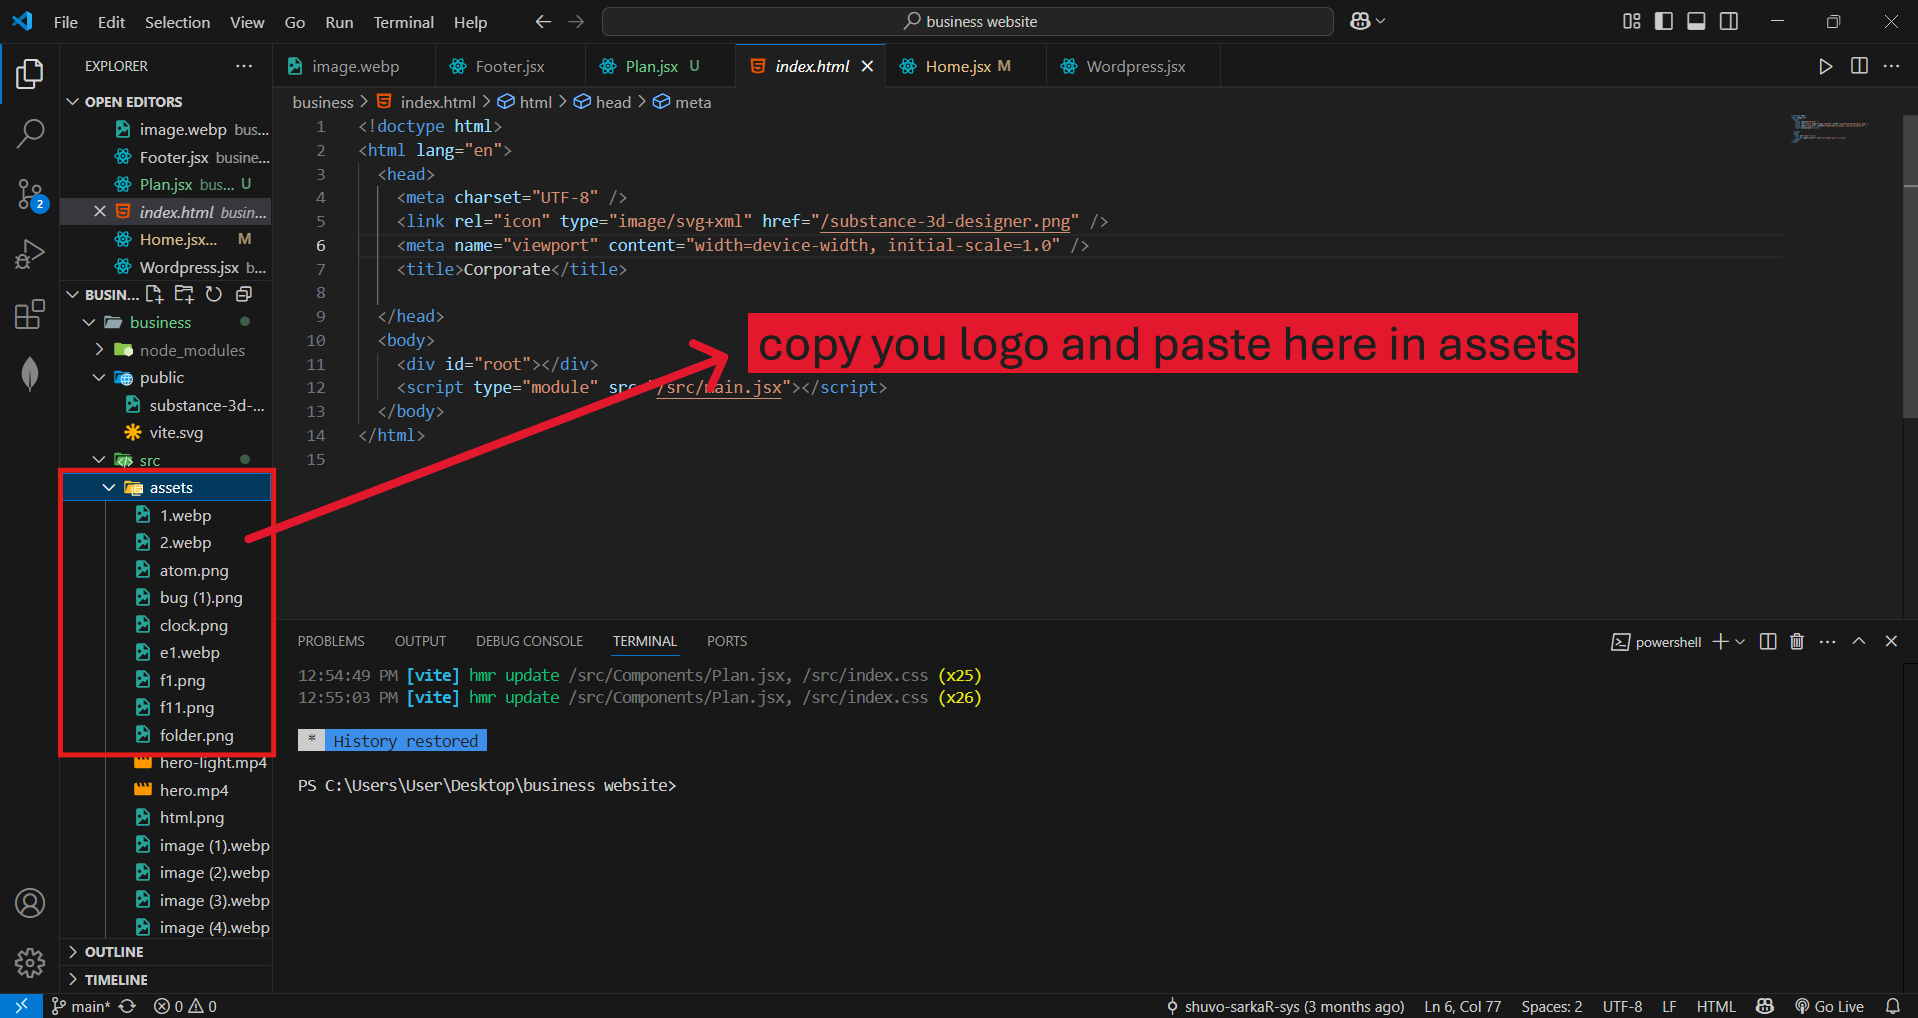 File Edit Selection View Go Run Terminal Help
business website
EXPLORER
OPEN EDITORS
image.webp bus...
Footer.jsx busine...
Plan.jsx bus... U
index.html busin...
Home.jsx... M
Wordpress.jsx b...
BUSIN...
business
node_modules
public
substance-3d-...
vite.svg
src
assets
1.webp
2.webp
atom.png
bug (1).png
clock.png
e1.webp
f1.png
f11.png
folder.png
hero-light.mp4
hero.mp4
html.png
image (1).webp
image (2).webp
image (3).webp
image (4).webp
OUTLINE
TIMELINE
image.webp Footer.jsx Plan.jsx U index.html Home.jsx M Wordpress.jsx
business > index.html > html > head > meta
1 <!doctype html>
2 <html lang="en">
3 <head>
4 <meta charset="UTF-8" />
5 <link rel="icon" type="image/svg+xml" href="/substance-3d-designer.png" />
6 <meta name="viewport" content="width=device-width, initial-scale=1.0" />
7 <title>Corporate</title>
8
9 </head>
10 <body>
11 <div id="root"></div>
12 <script type="module" src="/src/main.jsx"></script>
13 </body>
14 </html>
15
copy you logo and paste here in assets
PROBLEMS OUTPUT DEBUG CONSOLE TERMINAL PORTS
powershell
12:54:49 PM [vite] hmr update /src/Components/Plan.jsx, /src/index.css (x25)
12:55:03 PM [vite] hmr update /src/Components/Plan.jsx, /src/index.css (x26)
* History restored
PS C:\Users\User\Desktop\business website>
2
main* 0 0
shuvo-sarkaR-sys (3 months ago) Ln 6, Col 77 Spaces: 2 UTF-8 LF HTML Go Live